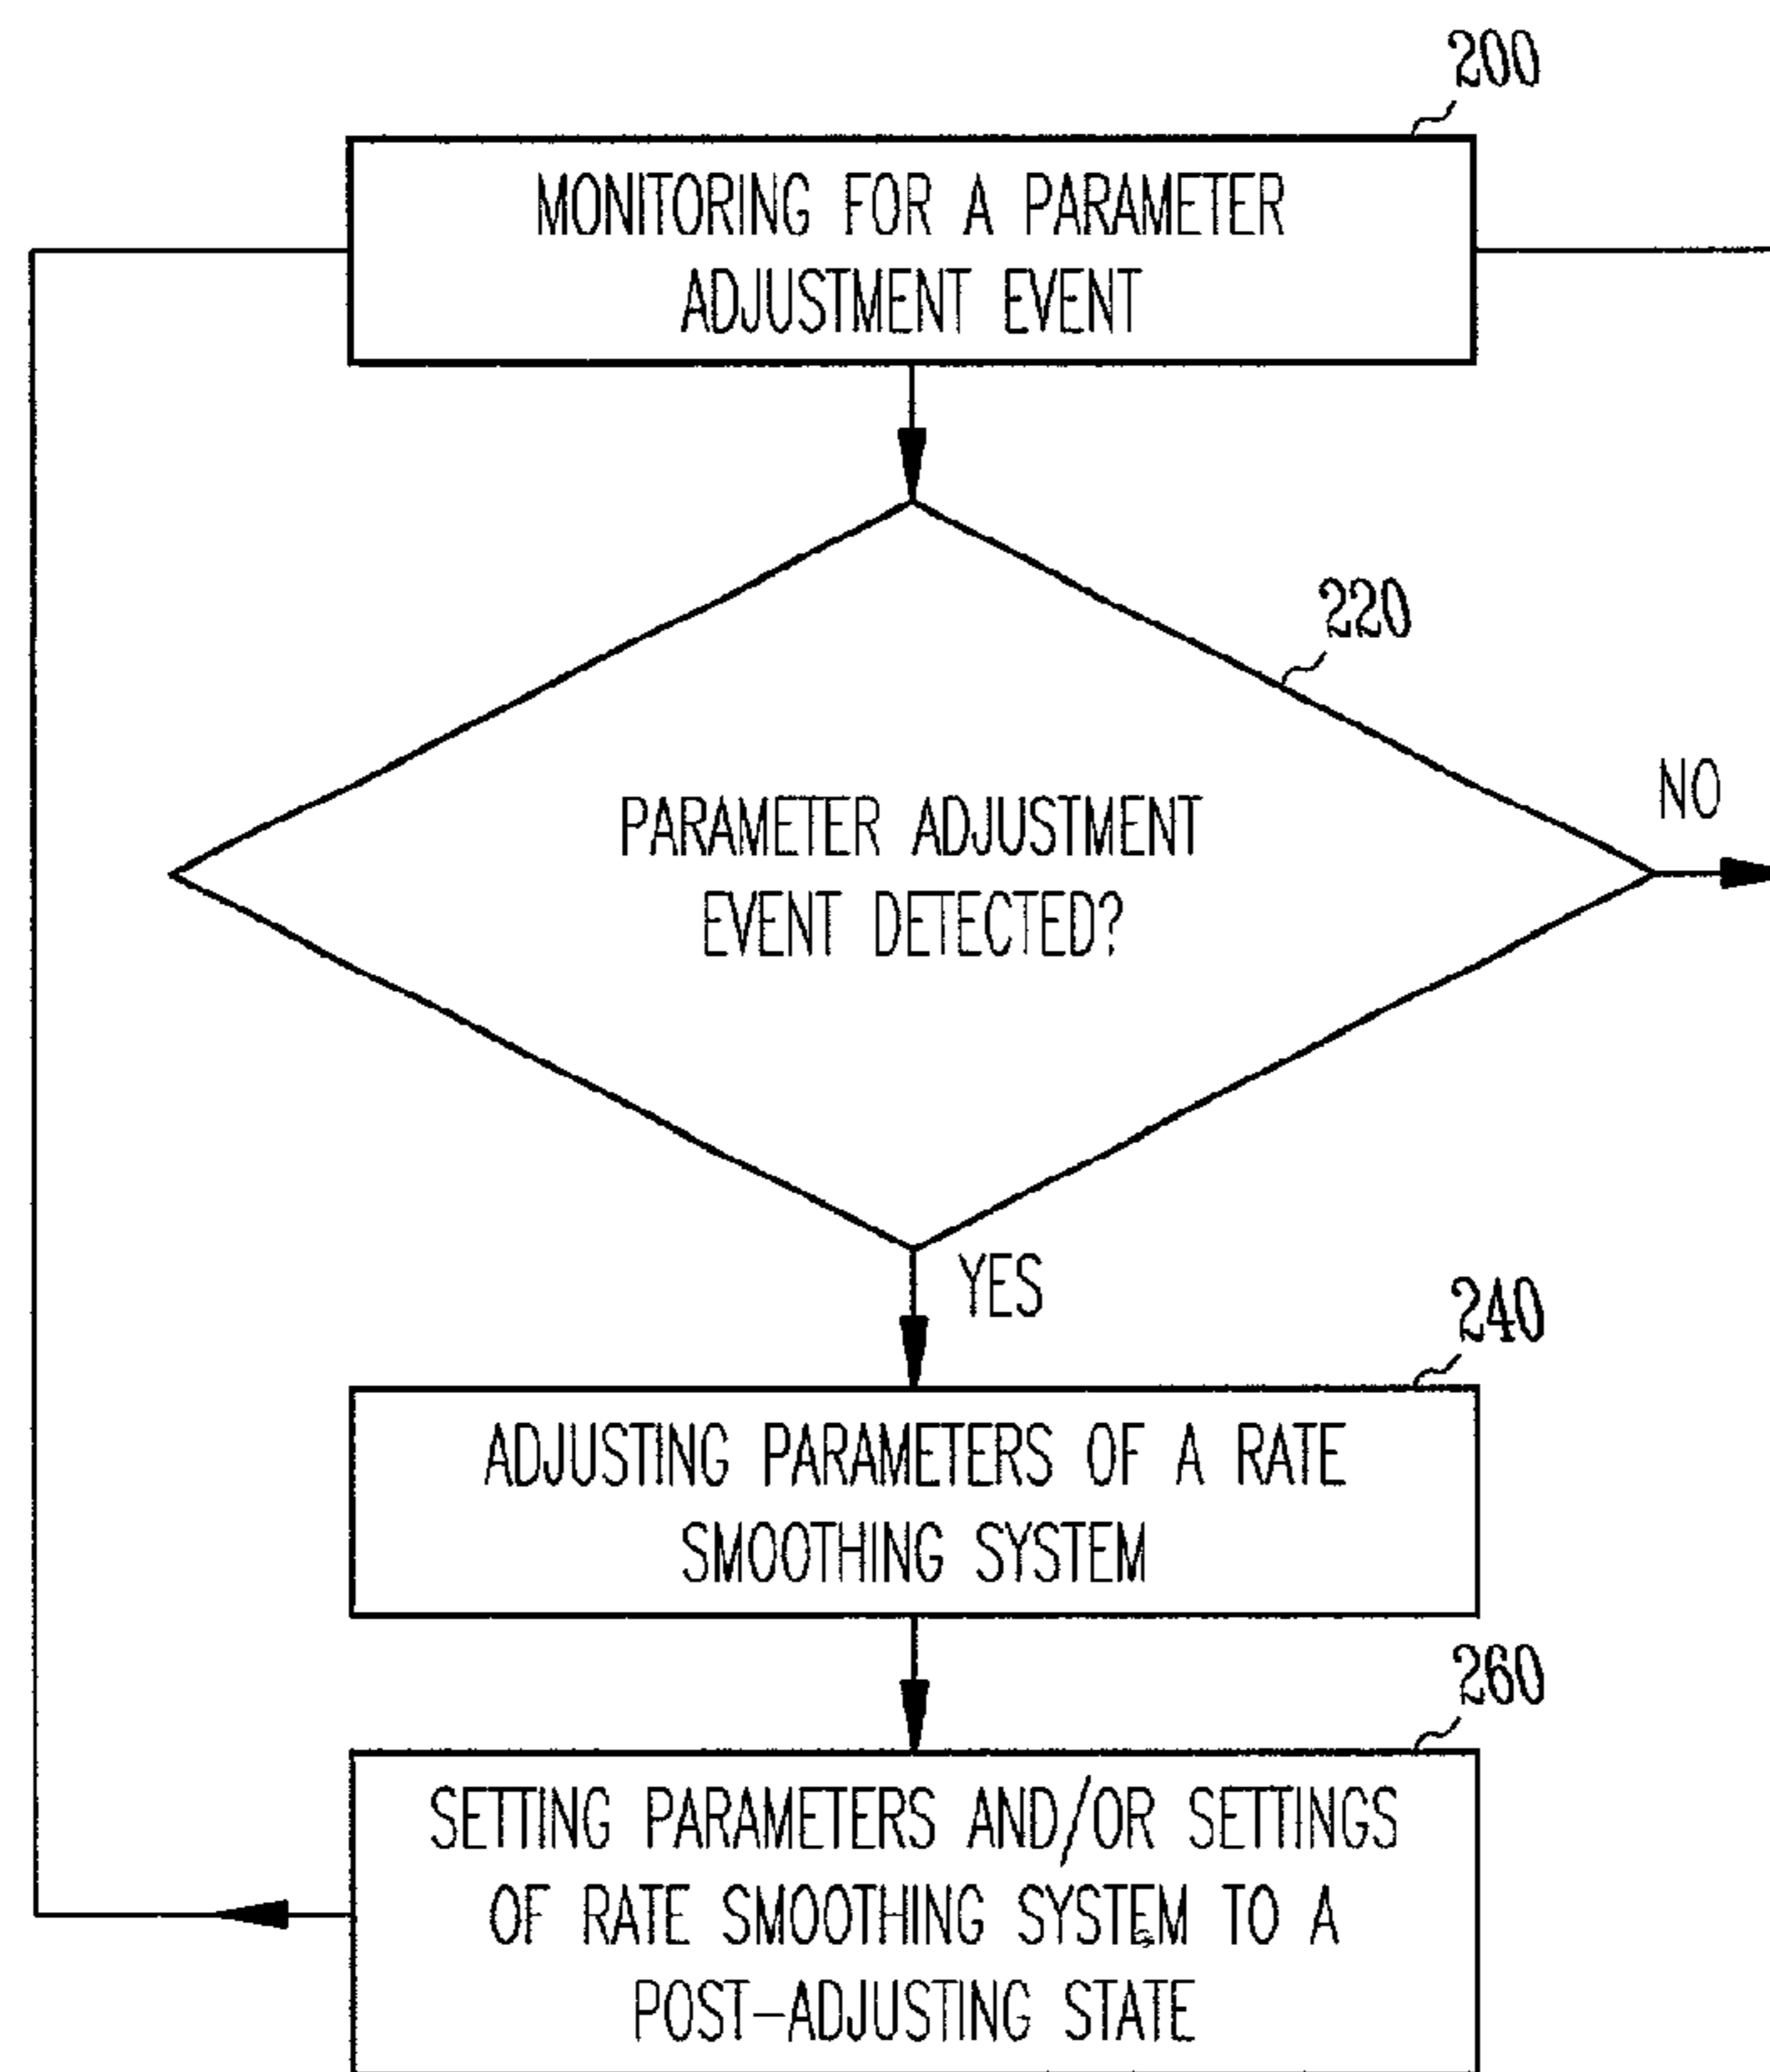 200
MONITORING FOR A PARAMETER
ADJUSTMENT EVENT
220
NO
PARAMETER ADJUSTMENT
EVENT DETECTED?
YES
240
ADJUSTING PARAMETERS OF A RATE
SMOOTHING SYSTEM
260
SETTING PARAMETERS AND/OR SETTINGS
OF RATE SMOOTHING SYSTEM TO A
POST-ADJUSTING STATE